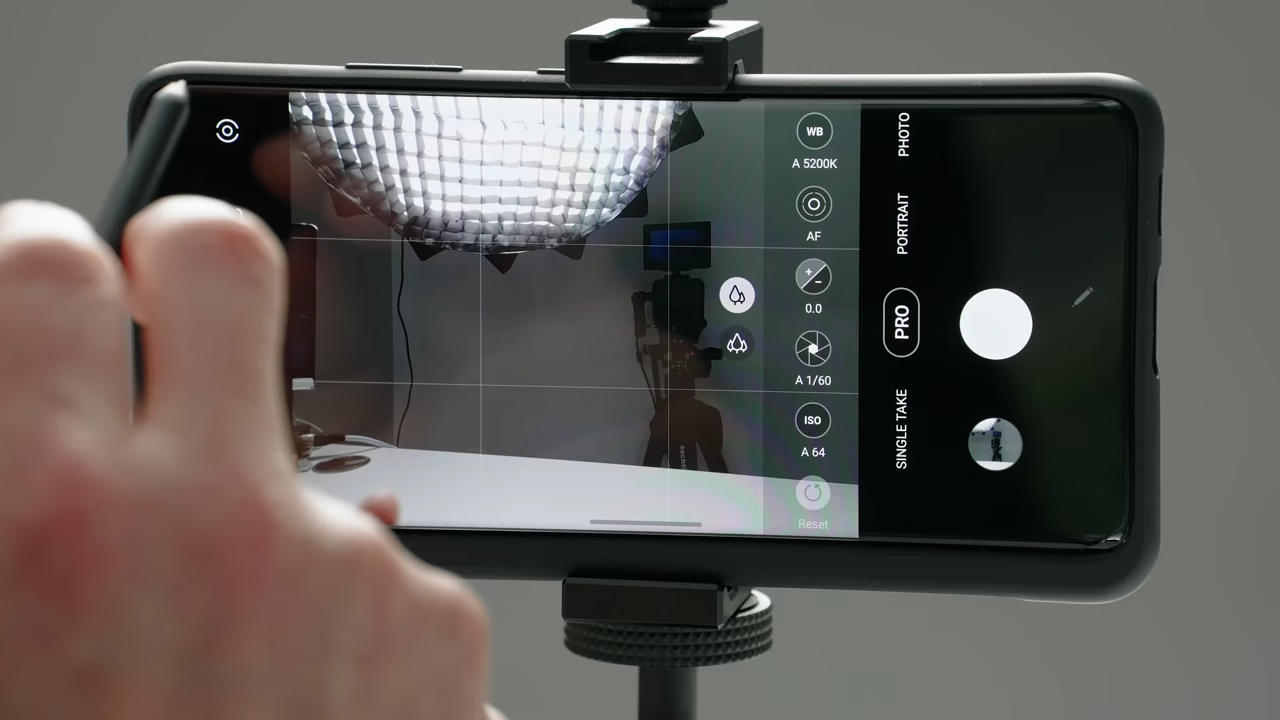 WB
A 5200K
AF
0.0
A 1/60
ISO
A 64
Reset
PHOTO
PORTRAIT
PRO
SINGLE TAKE